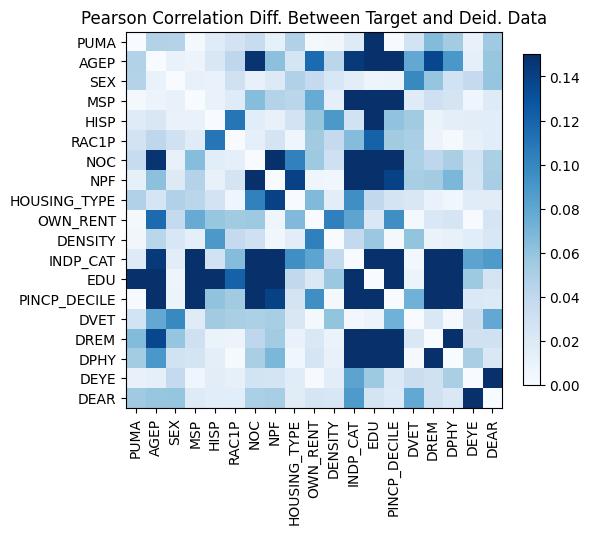 Pearson Correlation Diff. Between Target and Deid. Data
PUMA
AGEP
SEX
MSP
HISP
RAC1P
NOC
NPF
HOUSING_TYPE
OWN_RENT
DENSITY
INDP_CAT
EDU
PINCP_DECILE
DVET
DREM
DPHY
DEYE
DEAR
PUMA
AGEP
SEX
MSP
HISP
RAC1P
NOC
NPF
HOUSING_TYPE
OWN_RENT
DENSITY
INDP_CAT
EDU
PINCP_DECILE
DVET
DREM
DPHY
DEYE
DEAR
0.14
0.12
0.10
0.08
0.06
0.04
0.02
0.00